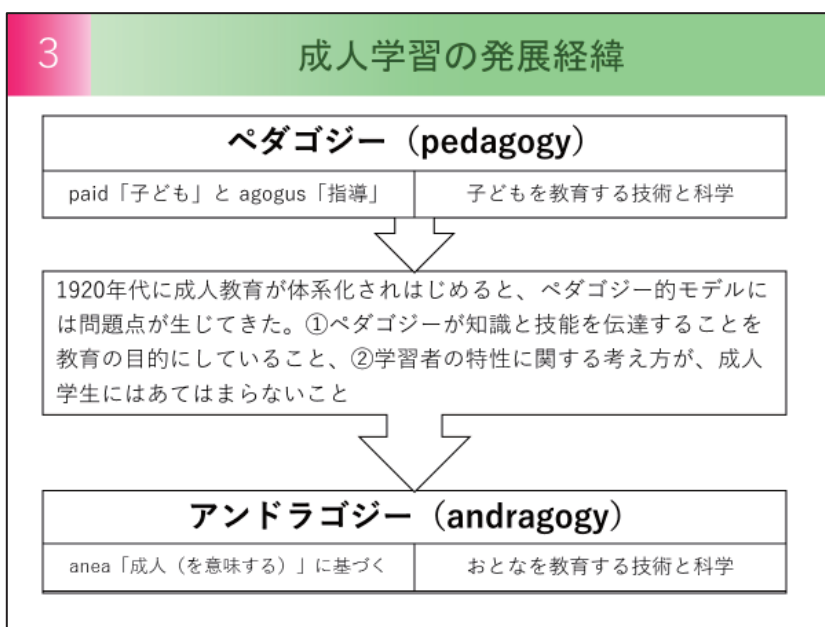 3
成人学習の発展経緯
ペダゴジー（pedagogy）
paid「子ども」と agogus「指導」
子どもを教育する技術と科学
1920年代に成人教育が体系化されはじめると、ペダゴジー的モデルに
は問題点が生じてきた。①ペダゴジーが知識と技能を伝達することを
教育の目的にしていること、②学習者の特性に関する考え方が、成人
学生にはあてはまらないこと
アンドラゴジー（andragogy）
anea「成人（を意味する）」に基づく
おとなを教育する技術と科学